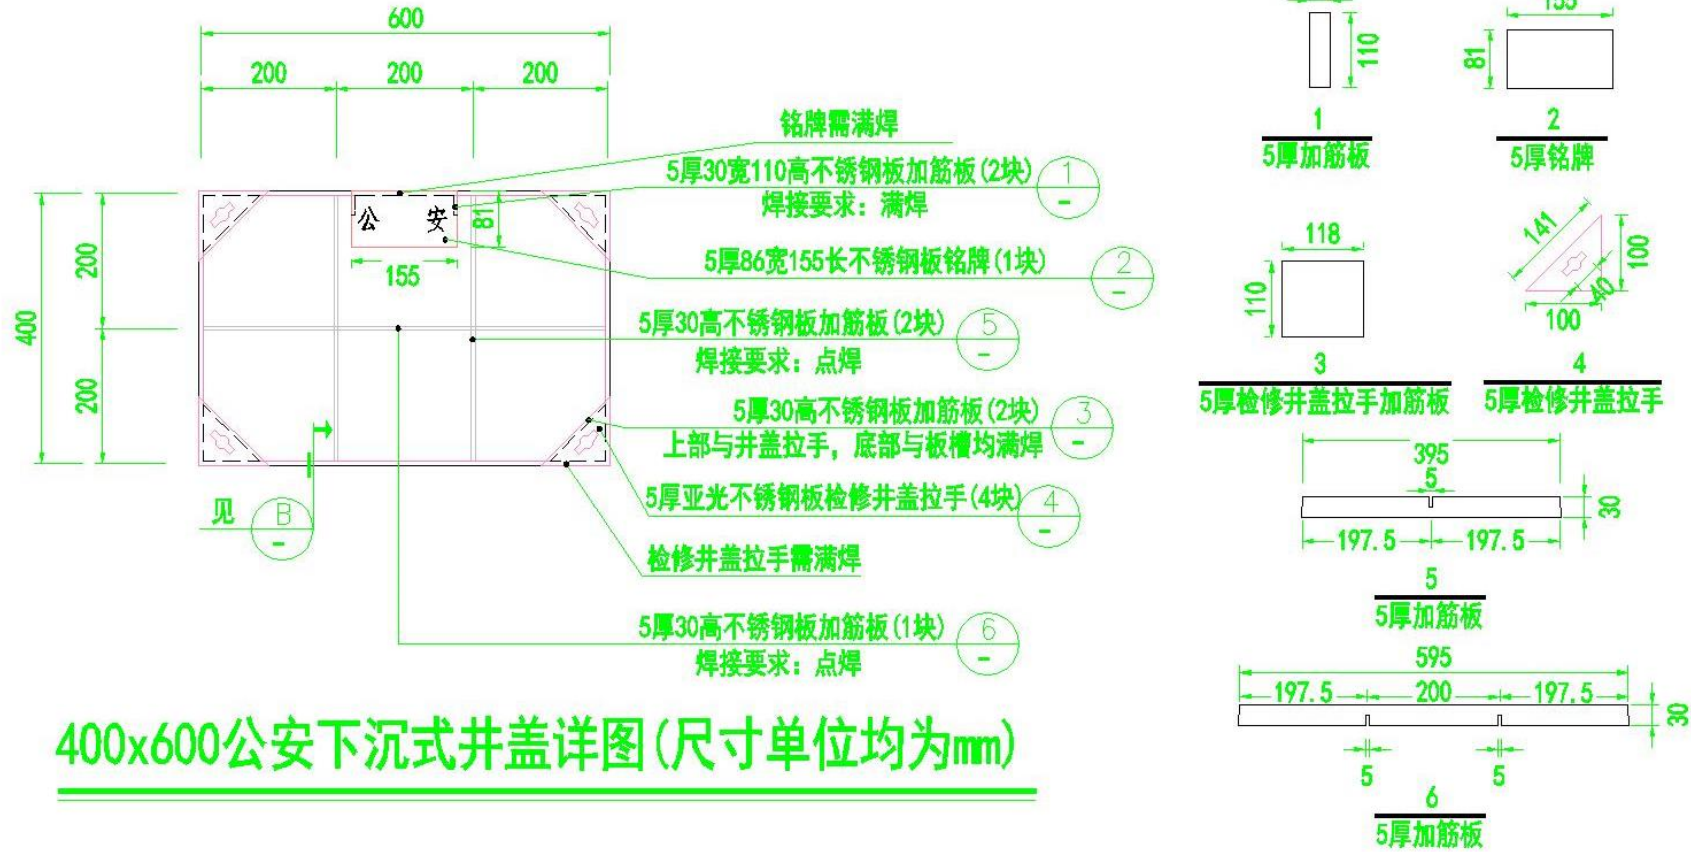 600
200
200
200
铭牌需满焊
5厚30宽110高不锈钢板加筋板(2块)
1
-
焊接要求：满焊
公 安
81
155
5厚86宽155长不锈钢板铭牌(1块)
2
-
400
200
200
5厚30高不锈钢板加筋板(2块)
5
-
焊接要求：点焊
5厚30高不锈钢板加筋板(2块)
3
-
上部与井盖拉手，底部与板槽均满焊
5厚亚光不锈钢板检修井盖拉手(4块)
4
-
见
B
-
检修井盖拉手需满焊
5厚30高不锈钢板加筋板(1块)
6
-
焊接要求：点焊
400x600公安下沉式井盖详图(尺寸单位均为mm)
110
1
5厚加筋板
155
81
2
5厚铭牌
118
110
3
5厚检修井盖拉手加筋板
141
100
40
100
4
5厚检修井盖拉手
395
5
30
197.5
197.5
5
5厚加筋板
595
197.5
200
197.5
30
5
5
6
5厚加筋板